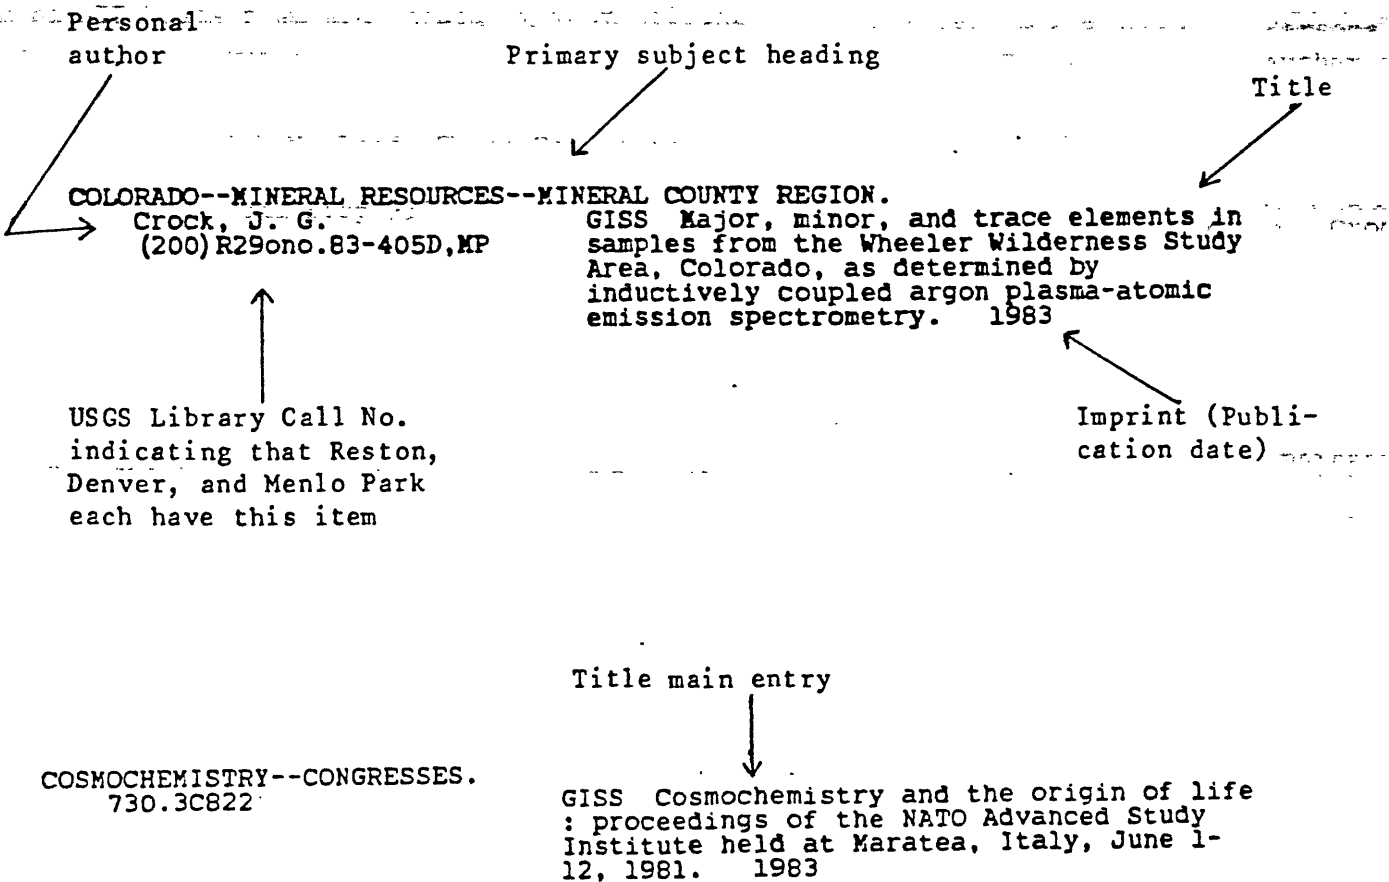 Personal
author
Primary subject heading
Title
COLORADO--MINERAL RESOURCES--MINERAL COUNTY REGION.
Crock, J. G.
(200)R29ono.83-405D,MP
GISS Major, minor, and trace elements in
samples from the Wheeler Wilderness Study
Area, Colorado, as determined by
inductively coupled argon plasma-atomic
emission spectrometry. 1983
USGS Library Call No.
indicating that Reston,
Denver, and Menlo Park
each have this item
Imprint (Publi-
cation date)
Title main entry
COSMOCHEMISTRY--CONGRESSES.
730.3C822
GISS Cosmochemistry and the origin of life
: proceedings of the NATO Advanced Study
Institute held at Maratea, Italy, June 1-
12, 1981. 1983